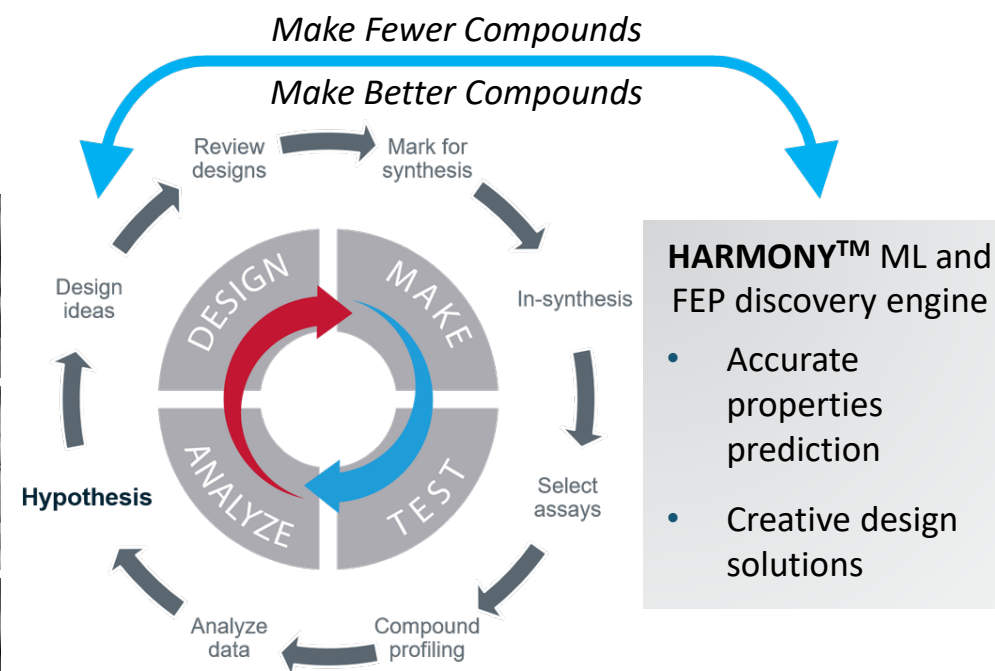 Make Fewer Compounds
Make Better Compounds
Review
designs
Mark for
synthesis
Design
ideas
In-synthesis
Hypothesis
Select
assays
Analyze
data
Compound
profiling
DESIGN
MAKE
ANALYZE
TEST
HARMONY™ ML and
FEP discovery engine
• Accurate
properties
prediction
• Creative design
solutions